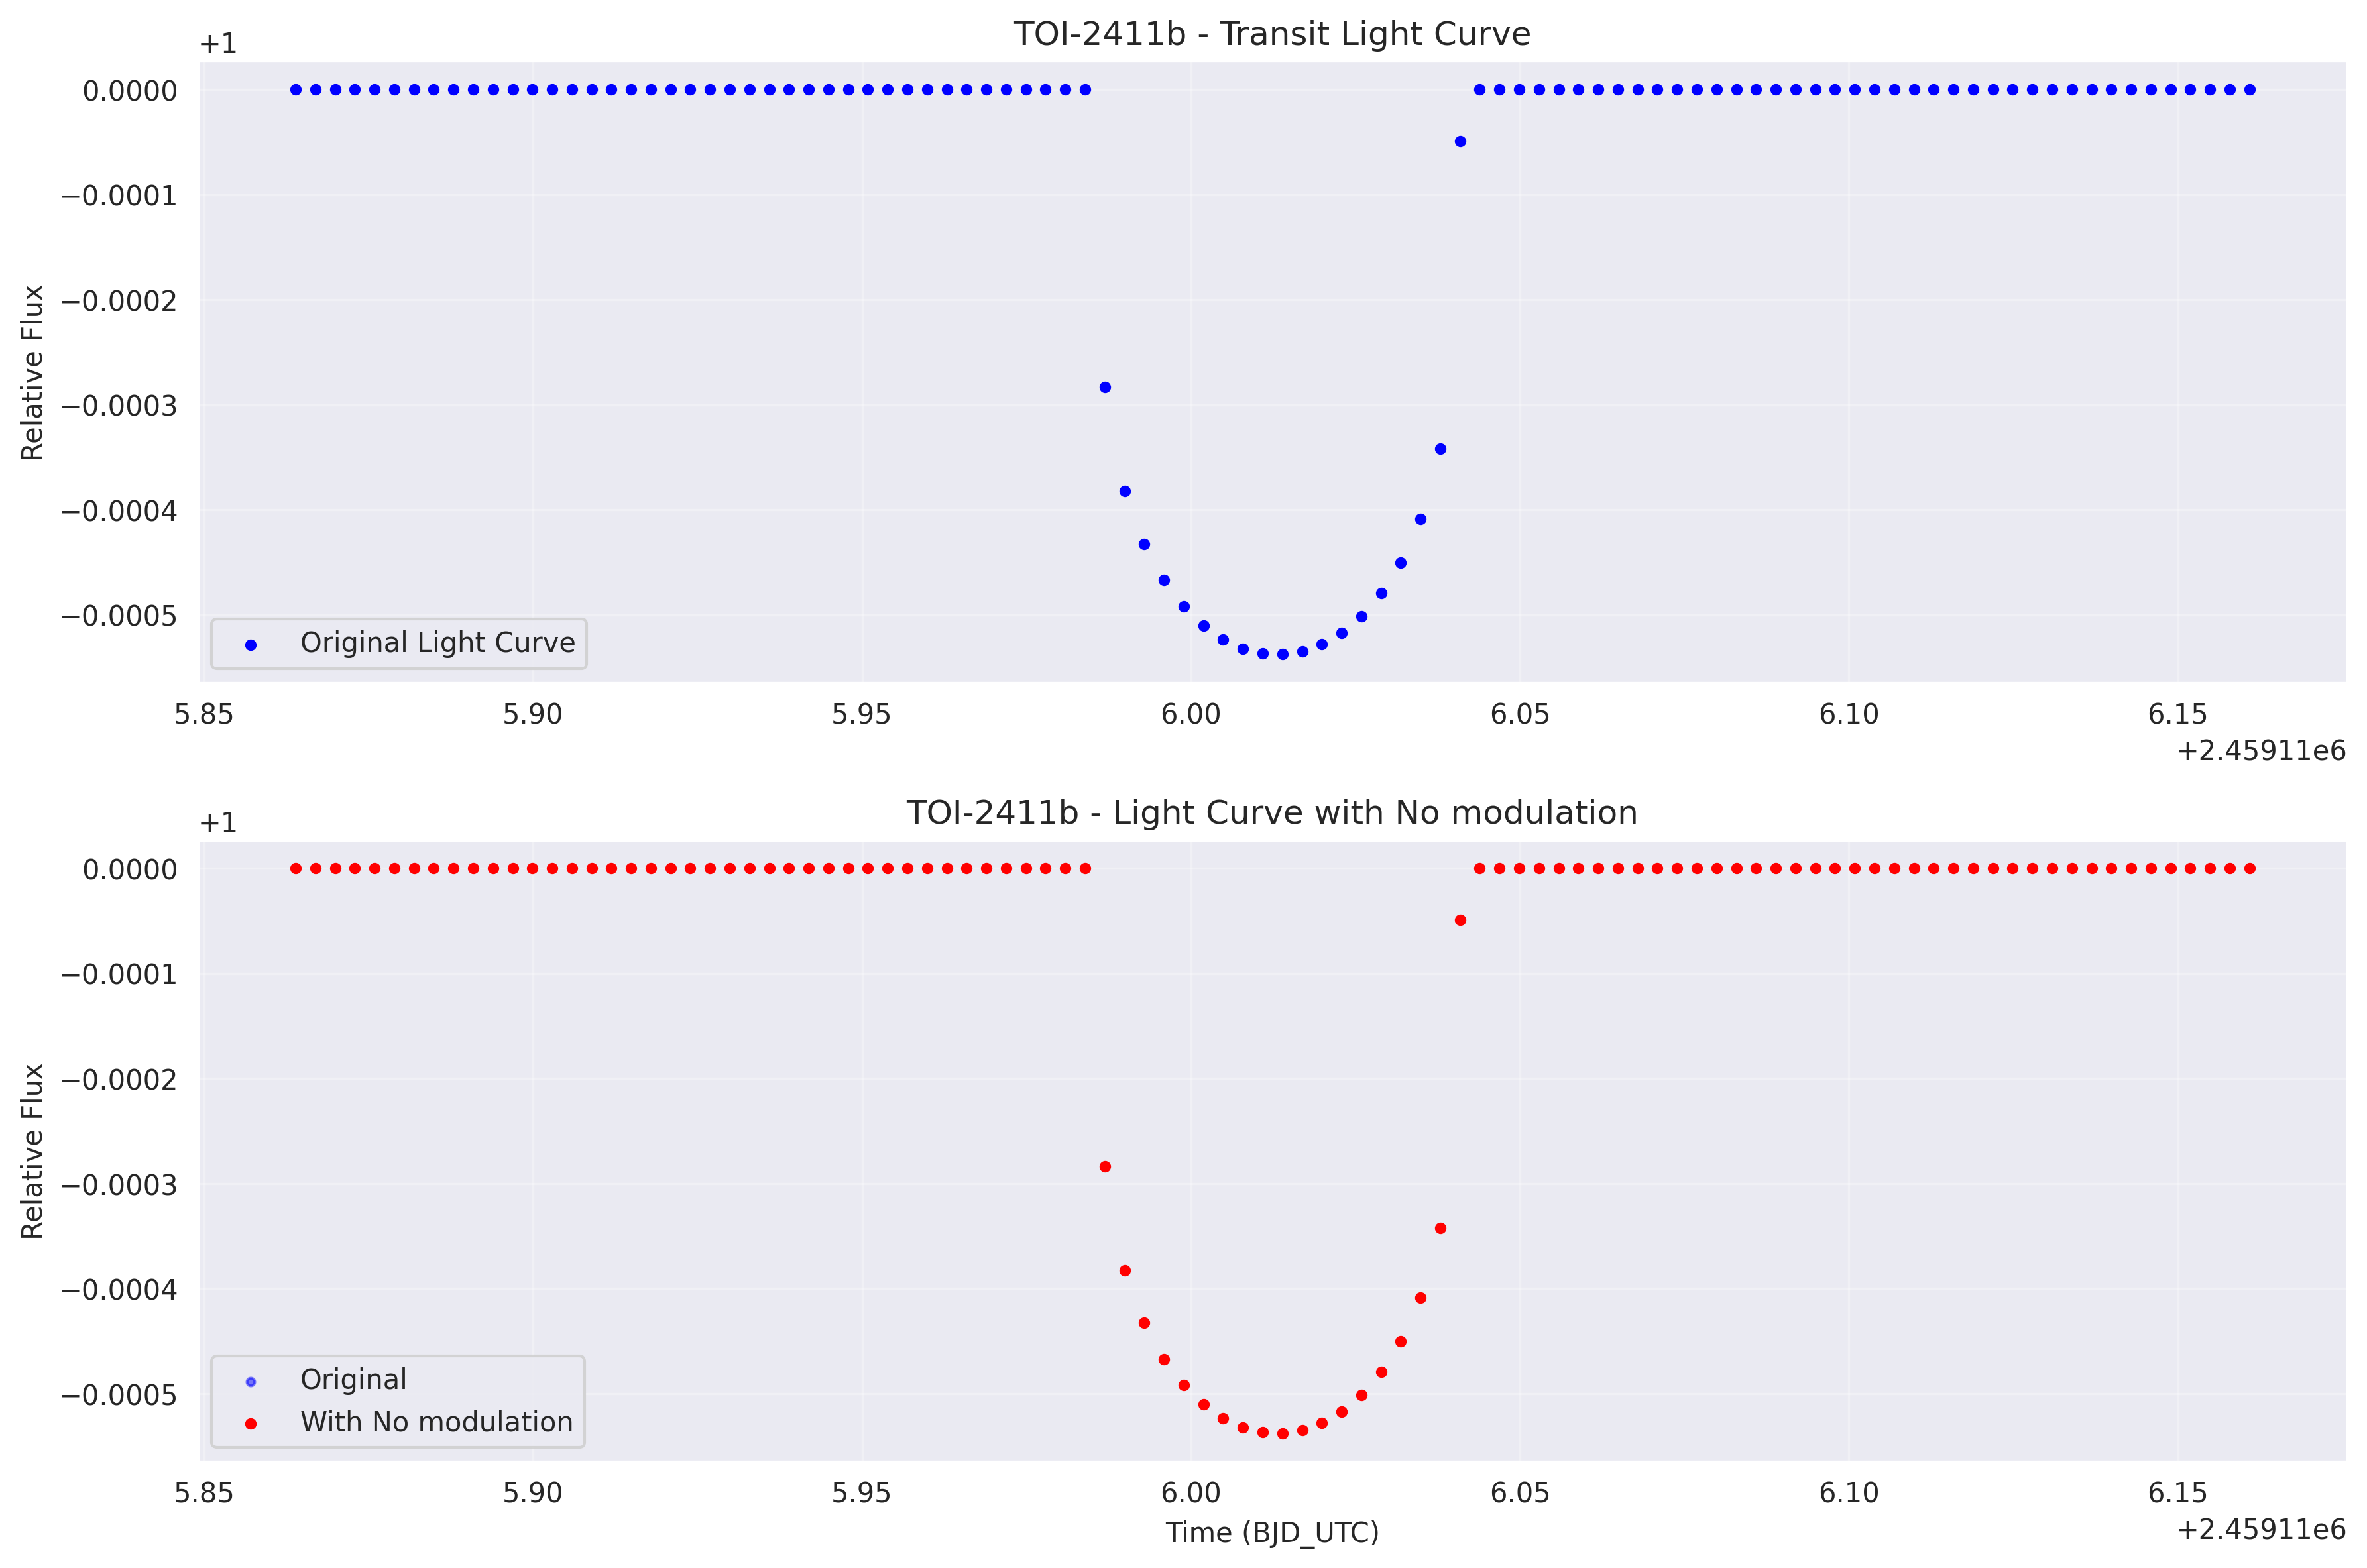 TOI-2411b - Transit Light Curve
+1
0.0000
−0.0001
−0.0002
−0.0003
−0.0004
−0.0005
Relative Flux
Original Light Curve
5.85 5.90 5.95 6.00 6.05 6.10 6.15
+2.45911e6
TOI-2411b - Light Curve with No modulation
+1
0.0000
−0.0001
−0.0002
−0.0003
−0.0004
−0.0005
Relative Flux
Original
With No modulation
5.85 5.90 5.95 6.00 6.05 6.10 6.15
+2.45911e6
Time (BJD_UTC)